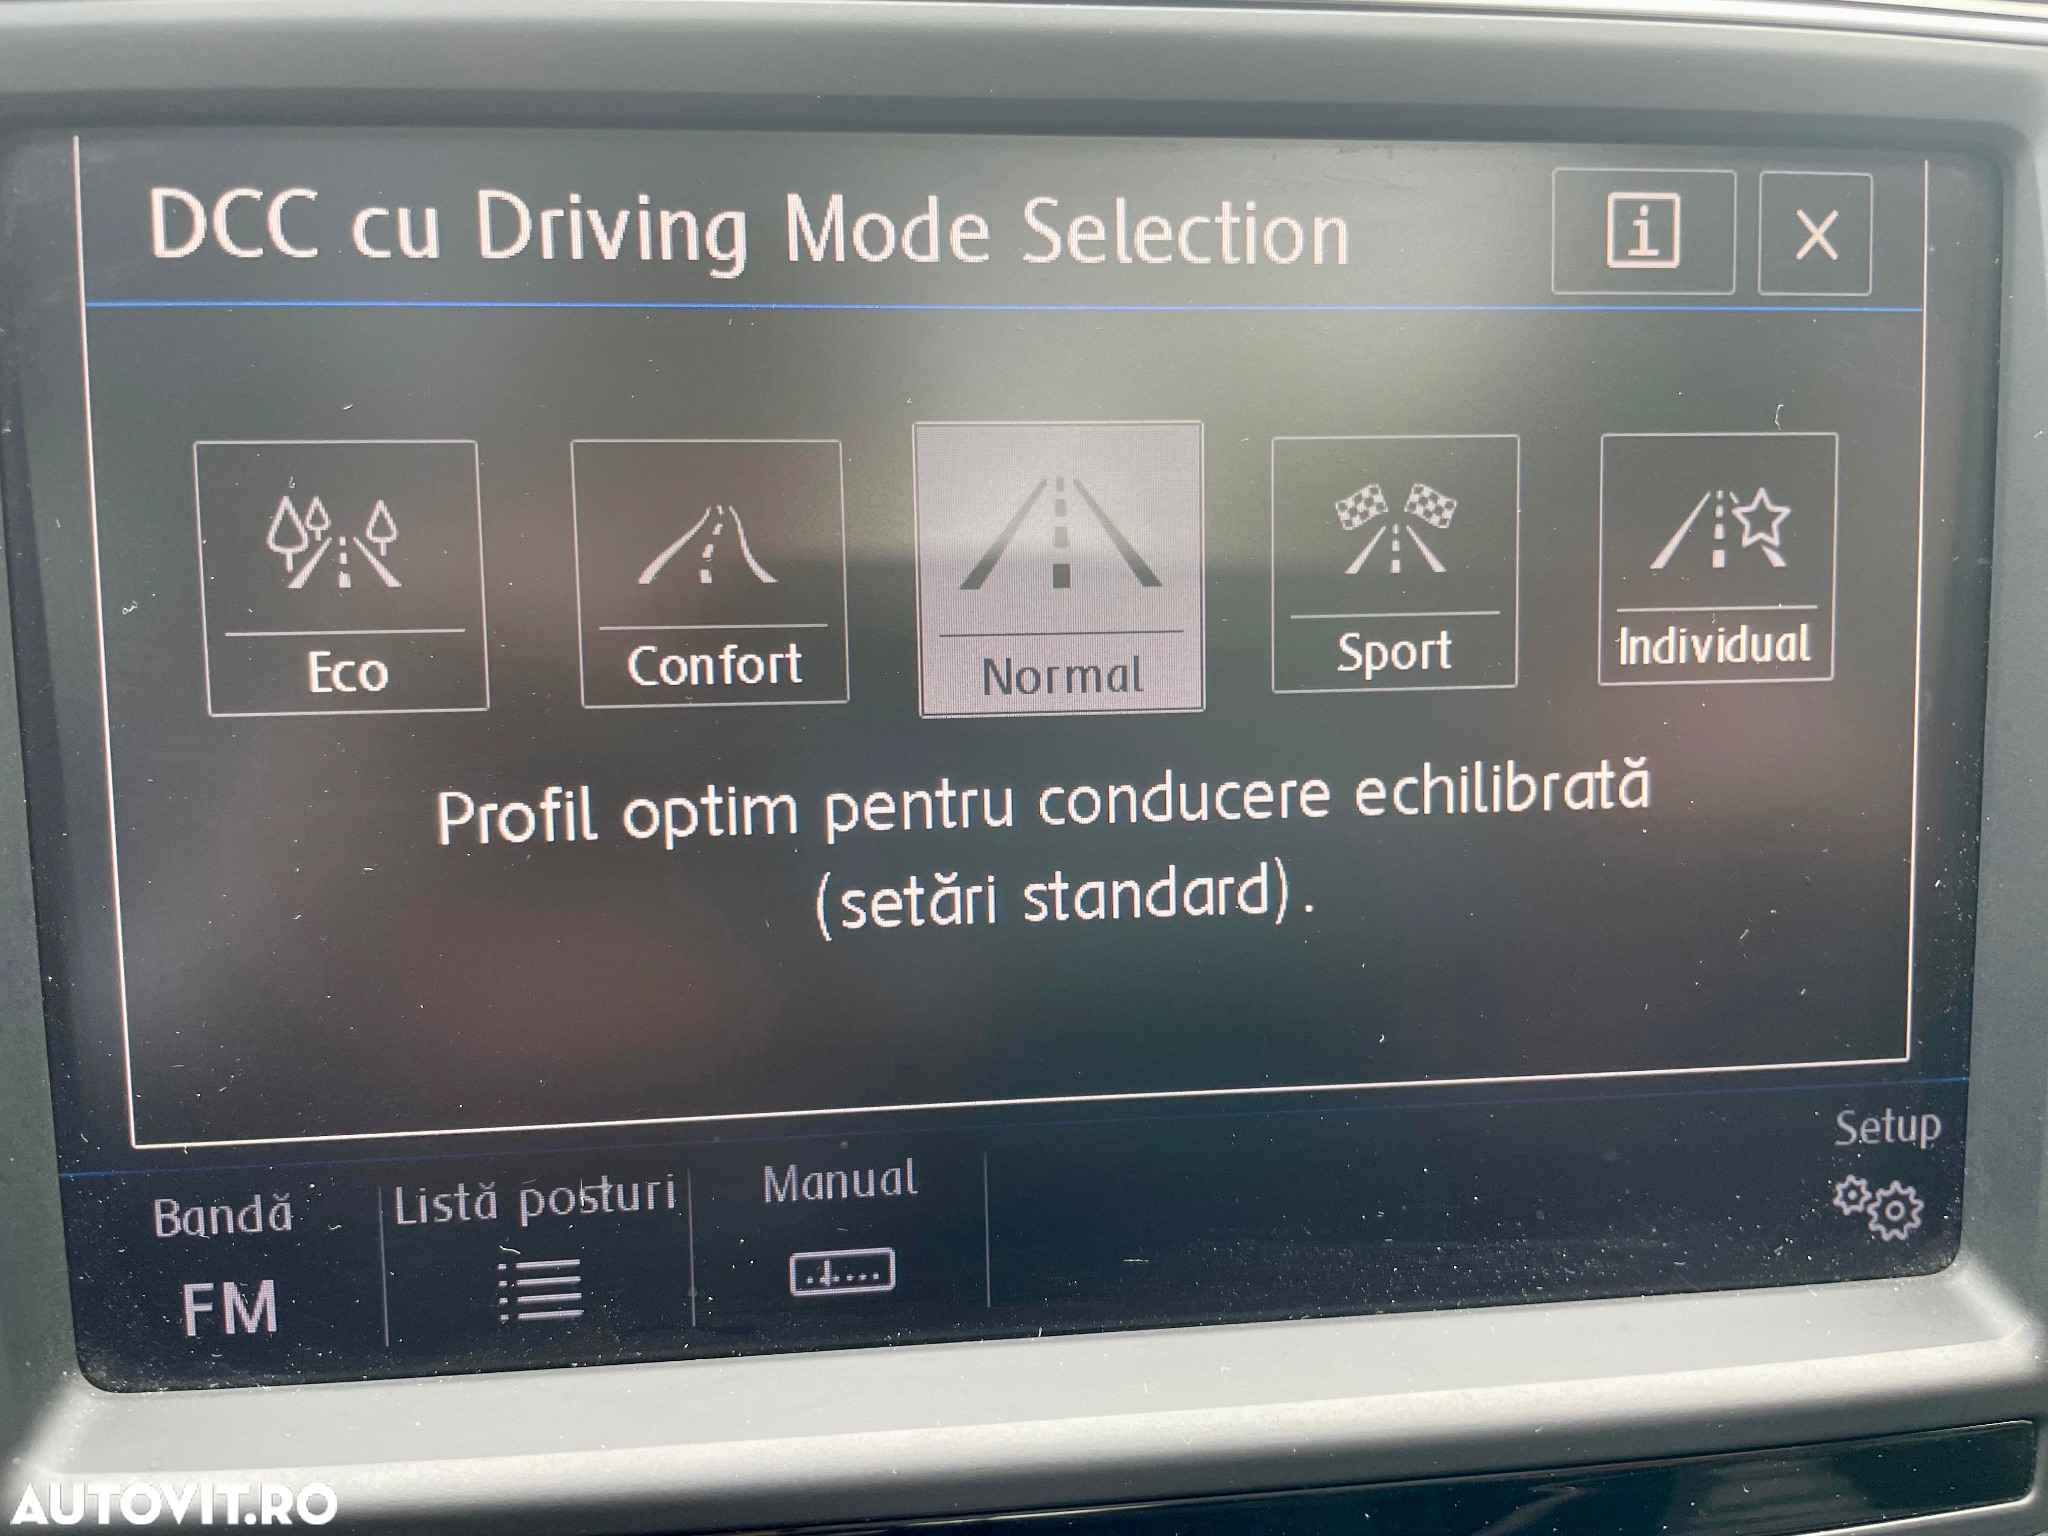 DCC cu Driving Mode Selection
Eco
Confort
Normal
Sport
Individual
Profil optim pentru conducere echilibrată
(setări standard).
Setup
Bandă
Listă posturi
Manual
FM
AUTOVIT.RO